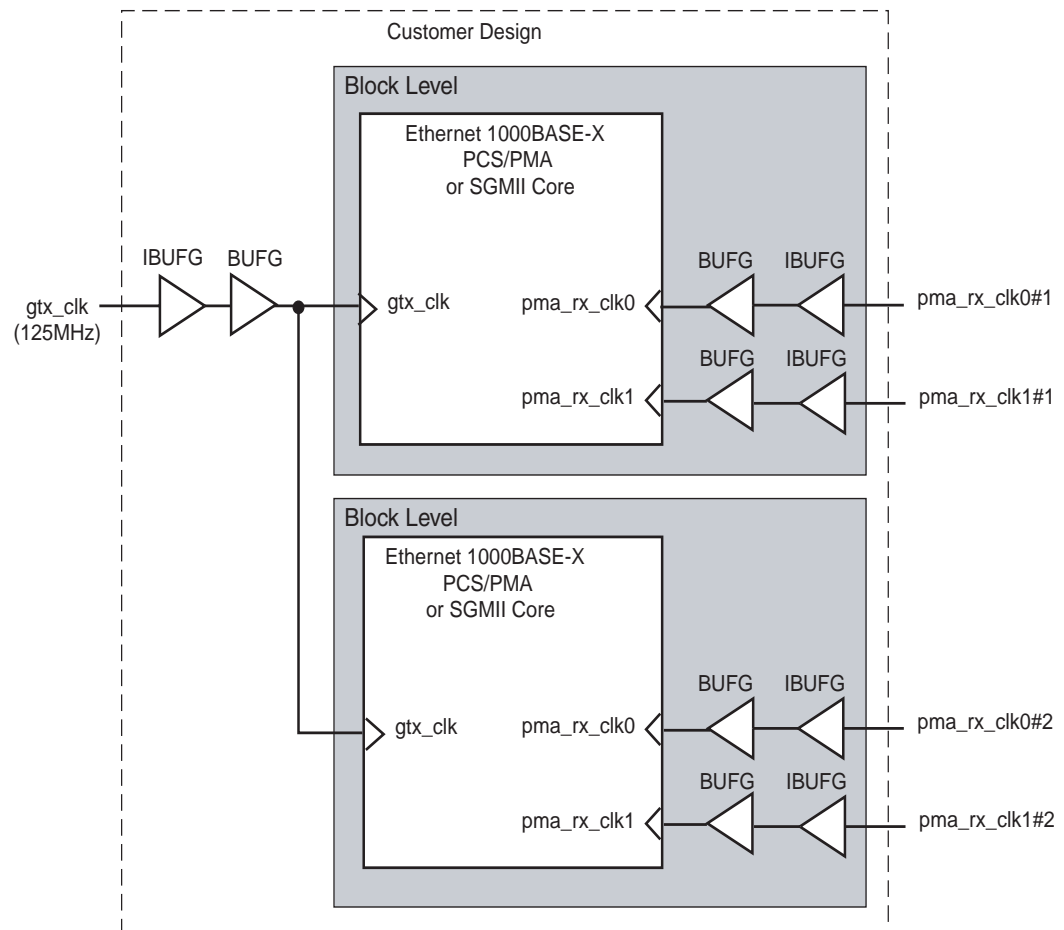 Customer Design
Block Level
Ethernet 1000BASE-X
PCS/PMA
or SGMII Core
IBUFG
BUFG
BUFG
IBUFG
gtx_clk
(125MHz)
gtx_clk
pma_rx_clk0
pma_rx_clk0#1
BUFG
IBUFG
pma_rx_clk1
pma_rx_clk1#1
Block Level
Ethernet 1000BASE-X
PCS/PMA
or SGMII Core
BUFG
IBUFG
gtx_clk
pma_rx_clk0
pma_rx_clk0#2
BUFG
IBUFG
pma_rx_clk1
pma_rx_clk1#2